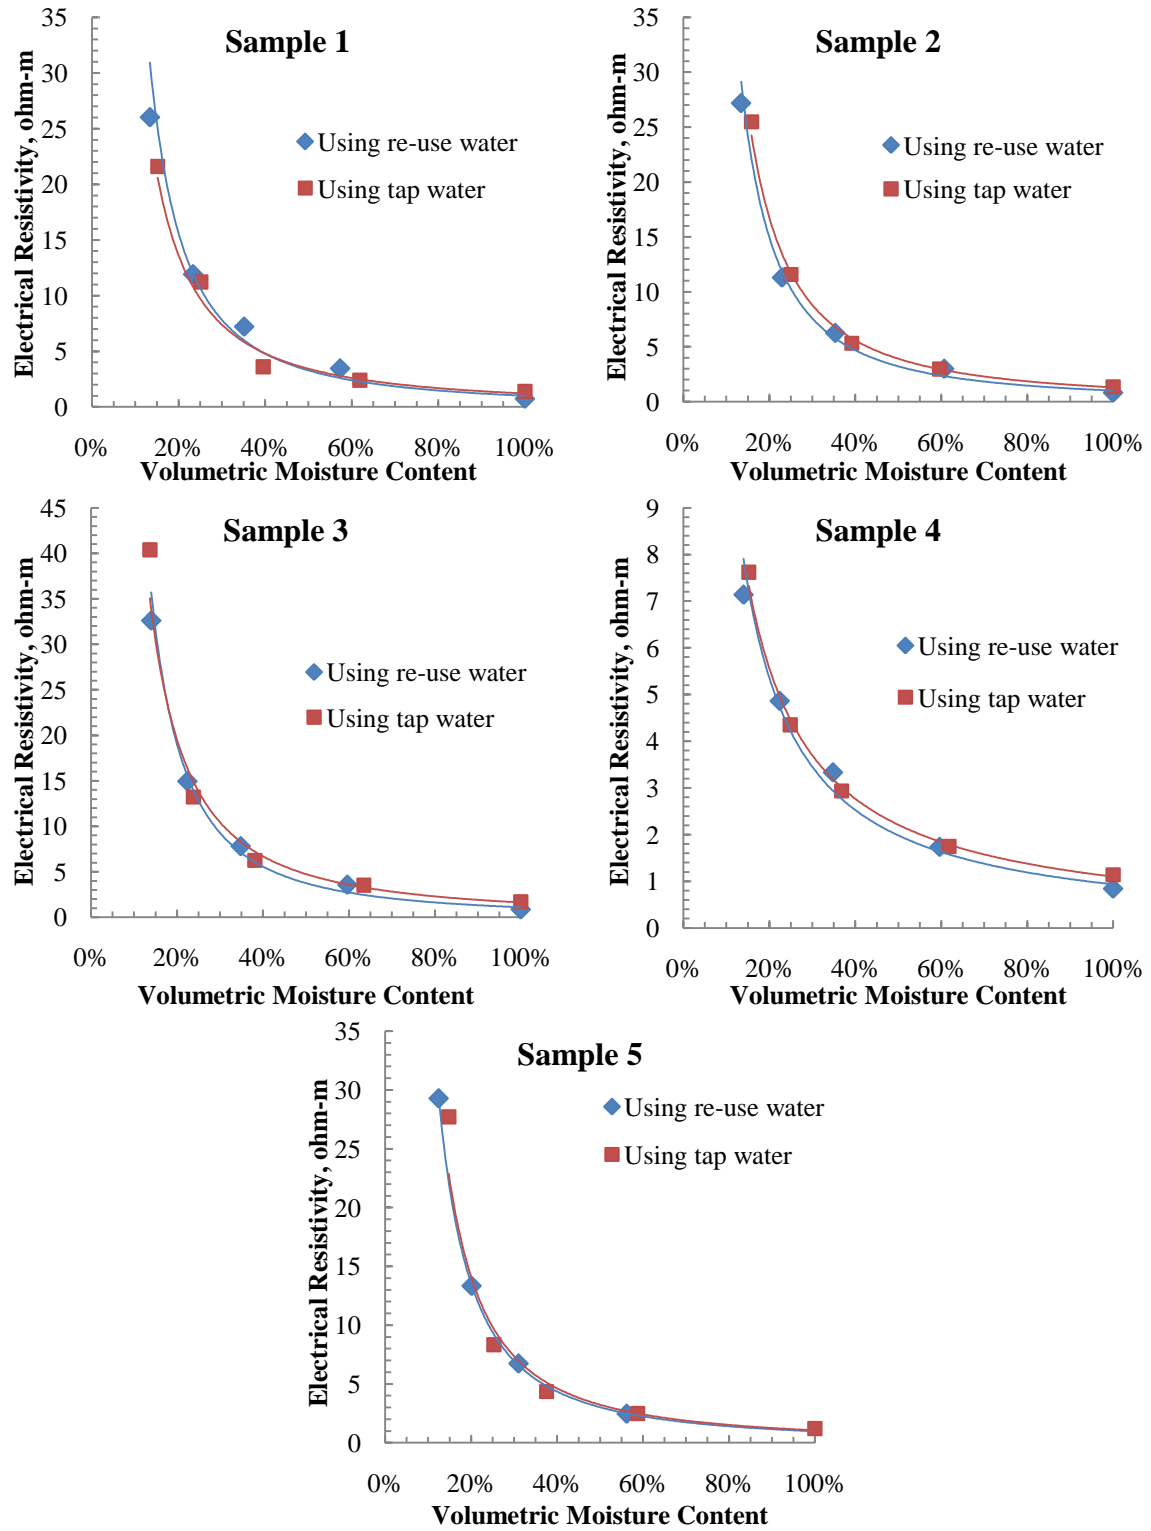 Sample 1
Electrical Resistivity, ohm-m
35
30
25
20
15
10
5
0
Using re-use water
Using tap water
0% 20% 40% 60% 80% 100%
Volumetric Moisture Content
Sample 2
Electrical Resistivity, ohm-m
35
30
25
20
15
10
5
0
Using re-use water
Using tap water
0% 20% 40% 60% 80% 100%
Volumetric Moisture Content
Sample 3
Electrical Resistivity, ohm-m
45
40
35
30
25
20
15
10
5
0
Using re-use water
Using tap water
0% 20% 40% 60% 80% 100%
Volumetric Moisture Content
Sample 4
Electrical Resistivity, ohm-m
9
8
7
6
5
4
3
2
1
0
Using re-use water
Using tap water
0% 20% 40% 60% 80% 100%
Volumetric Moisture Content
Sample 5
Electrical Resistivity, ohm-m
35
30
25
20
15
10
5
0
Using re-use water
Using tap water
0% 20% 40% 60% 80% 100%
Volumetric Moisture Content